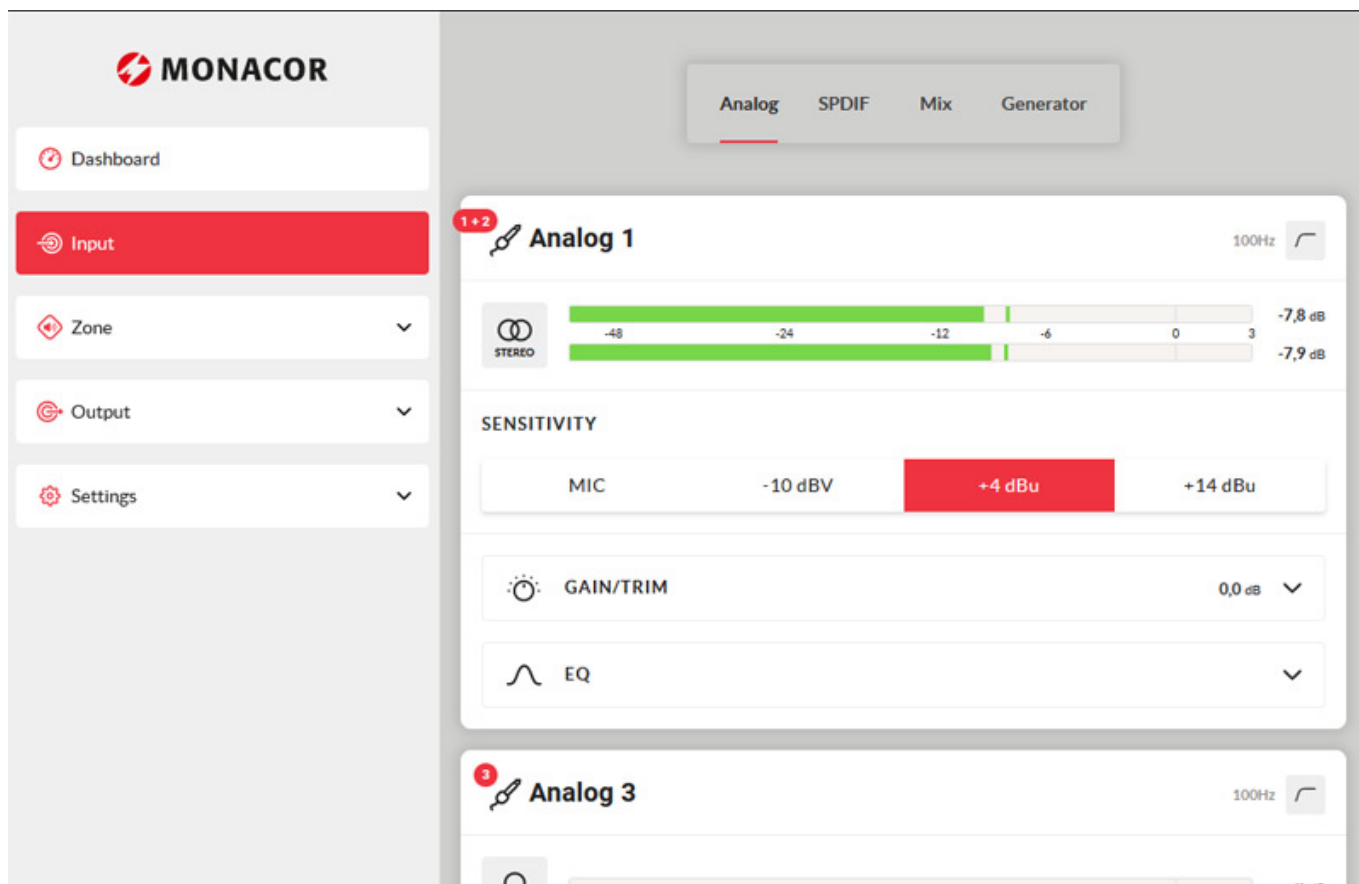 MONACOR
Dashboard
Input
Zone
Output
Settings
Analog SPDIF Mix Generator
1+2
Analog 1
100Hz
STEREO
-7,8 dB
-48 -24 -12 -6 0 3
-7,9 dB
SENSITIVITY
MIC -10 dBV +4 dBu +14 dBu
GAIN/TRIM 0,0 dB
EQ
3
Analog 3
100Hz